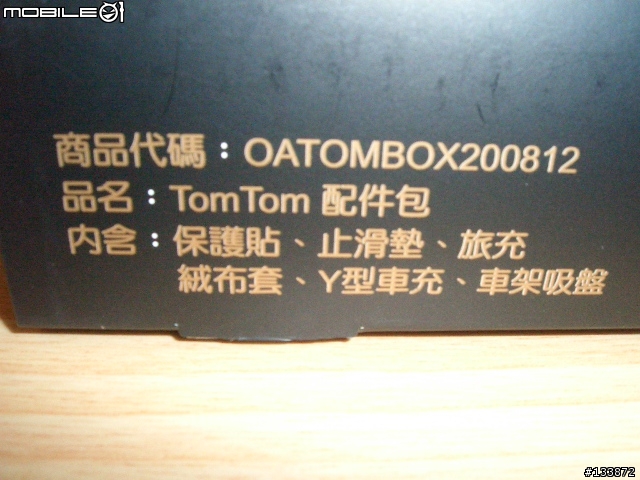 MOBILE01
商品代碼：OATOMBOX200812
品名：TomTom 配件包
內含：保護貼、止滑墊、旅充
絨布套、Y型車充、車架吸盤
#133872